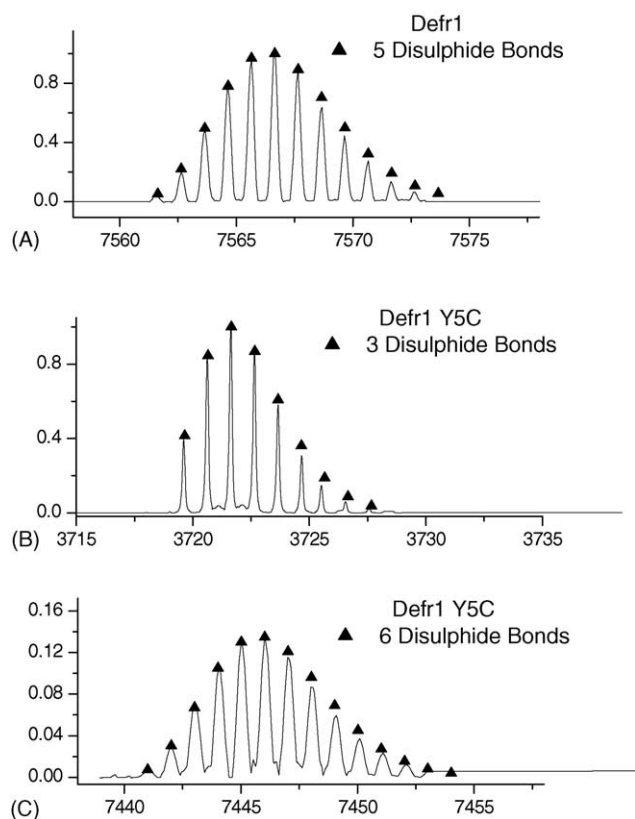 Defr1
▲ 5 Disulphide Bonds
0.8
0.4
0.0
7560 7565 7570 7575
(A)
Defr1 Y5C
▲ 3 Disulphide Bonds
0.8
0.4
0.0
3715 3720 3725 3730 3735
(B)
Defr1 Y5C
▲ 6 Disulphide Bonds
0.16
0.12
0.08
0.04
0.00
7440 7445 7450 7455
(C)